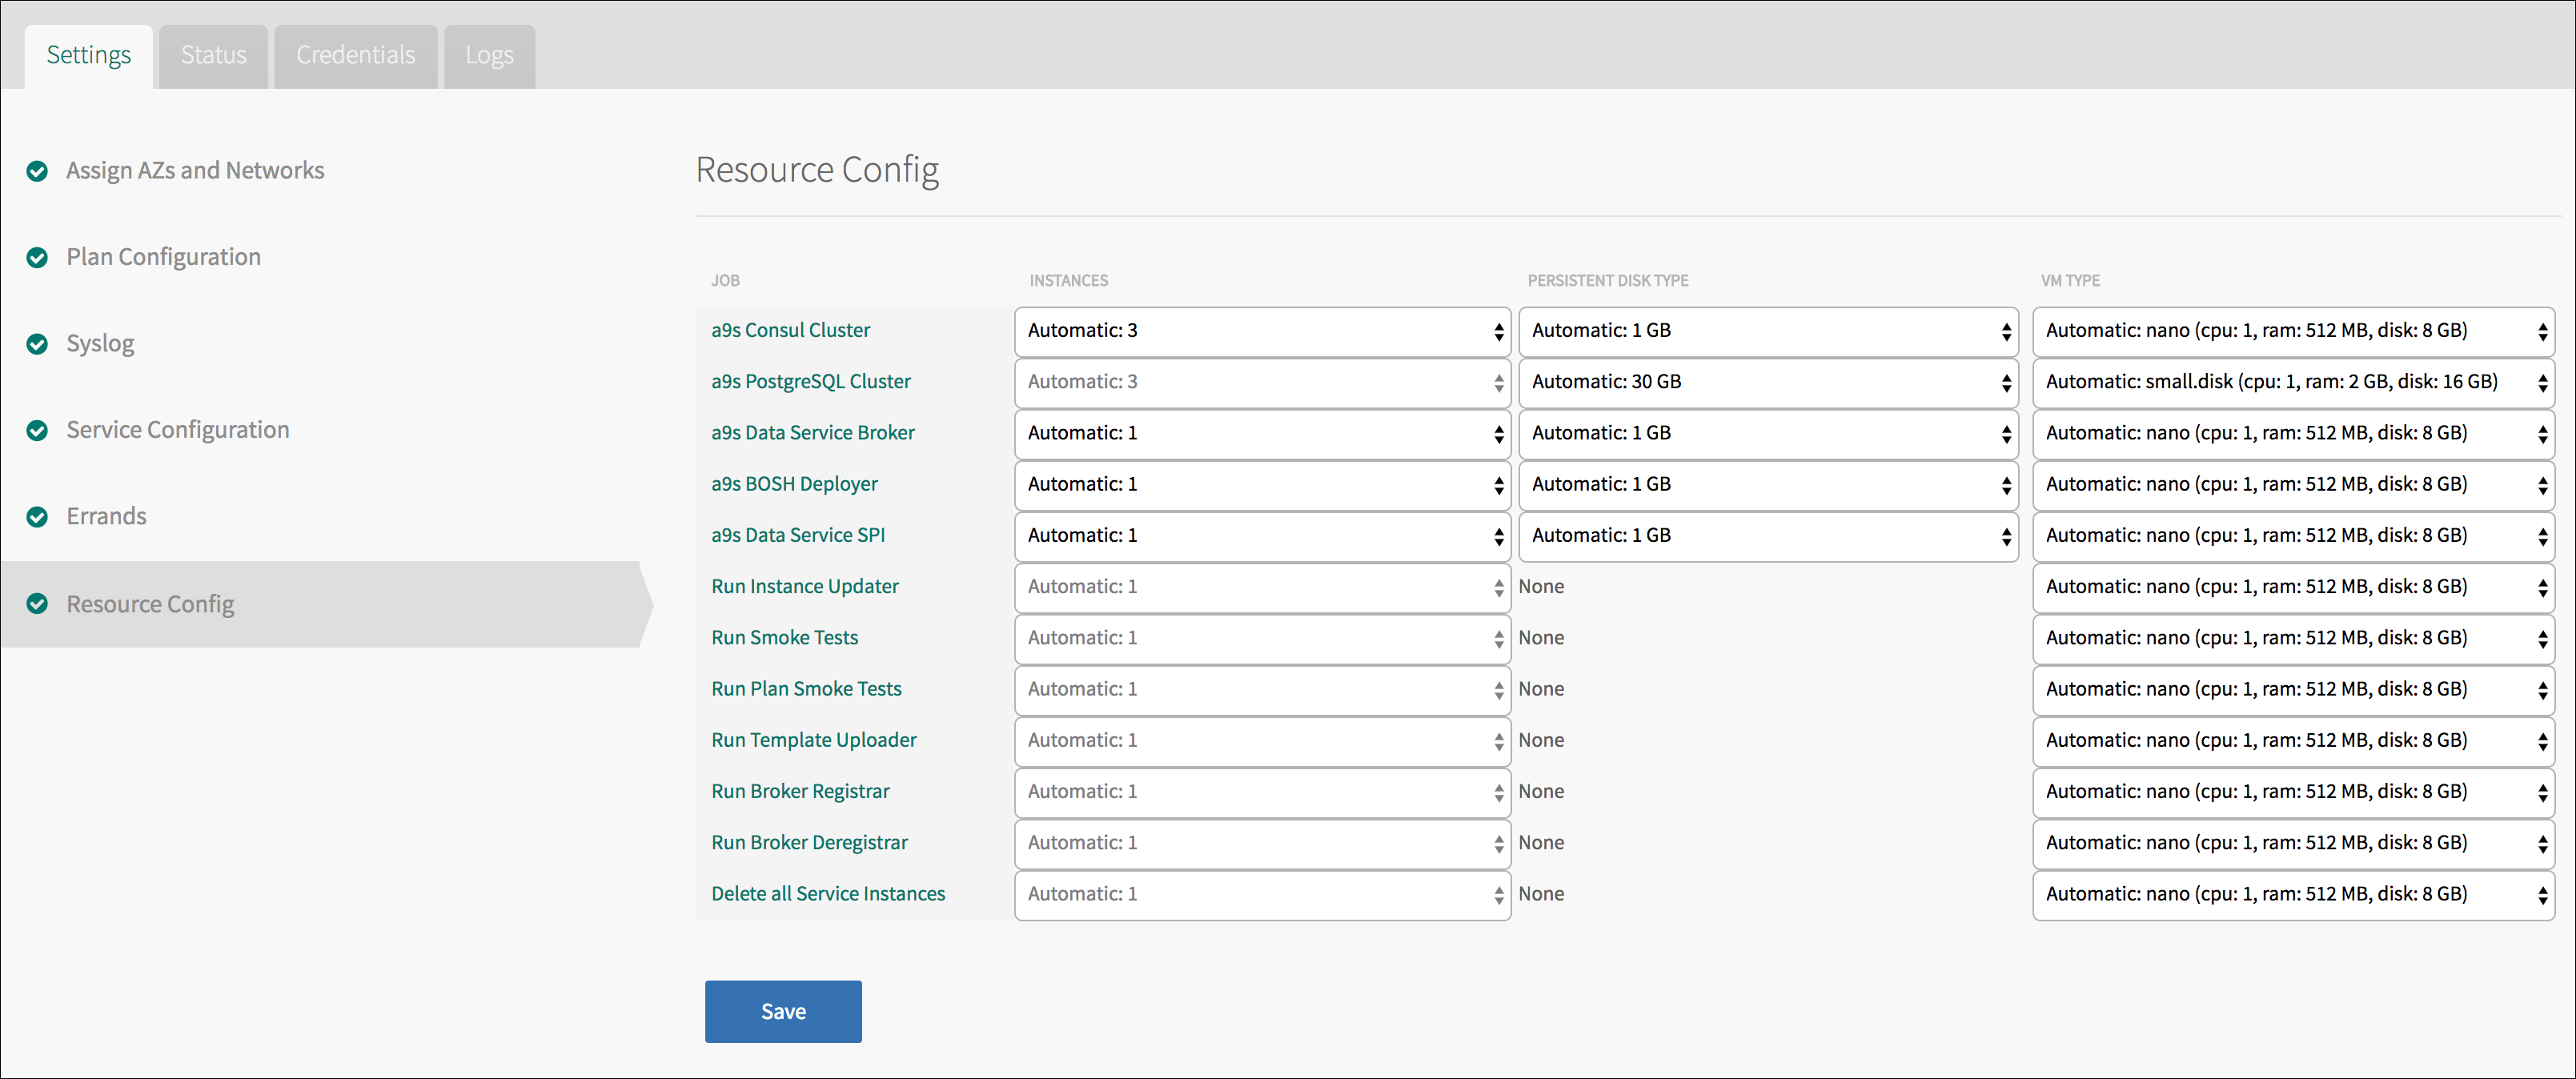 Settings Status Credentials Logs
Assign AZs and Networks
Plan Configuration
Syslog
Service Configuration
Errands
Resource Config
Resource Config
JOB INSTANCES PERSISTENT DISK TYPE VM TYPE
a9s Consul Cluster Automatic: 3 Automatic: 1 GB Automatic: nano (cpu: 1, ram: 512 MB, disk: 8 GB)
a9s PostgreSQL Cluster Automatic: 3 Automatic: 30 GB Automatic: small.disk (cpu: 1, ram: 2 GB, disk: 16 GB)
a9s Data Service Broker Automatic: 1 Automatic: 1 GB Automatic: nano (cpu: 1, ram: 512 MB, disk: 8 GB)
a9s BOSH Deployer Automatic: 1 Automatic: 1 GB Automatic: nano (cpu: 1, ram: 512 MB, disk: 8 GB)
a9s Data Service SPI Automatic: 1 Automatic: 1 GB Automatic: nano (cpu: 1, ram: 512 MB, disk: 8 GB)
Run Instance Updater Automatic: 1 None Automatic: nano (cpu: 1, ram: 512 MB, disk: 8 GB)
Run Smoke Tests Automatic: 1 None Automatic: nano (cpu: 1, ram: 512 MB, disk: 8 GB)
Run Plan Smoke Tests Automatic: 1 None Automatic: nano (cpu: 1, ram: 512 MB, disk: 8 GB)
Run Template Uploader Automatic: 1 None Automatic: nano (cpu: 1, ram: 512 MB, disk: 8 GB)
Run Broker Registrar Automatic: 1 None Automatic: nano (cpu: 1, ram: 512 MB, disk: 8 GB)
Run Broker Deregistrar Automatic: 1 None Automatic: nano (cpu: 1, ram: 512 MB, disk: 8 GB)
Delete all Service Instances Automatic: 1 None Automatic: nano (cpu: 1, ram: 512 MB, disk: 8 GB)
Save